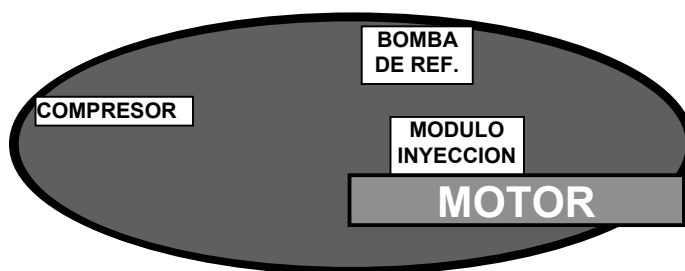 BOMBA
DE REF.
COMPRESOR
MODULO
INYECCION
MOTOR